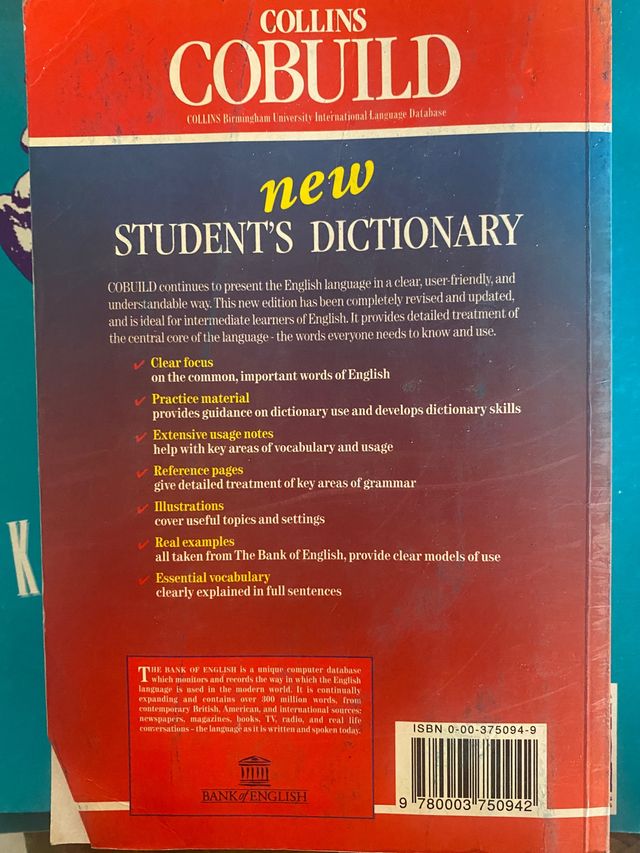 COLLINS
COBUILD
COLLINS Birmingham University International Language Database
new
STUDENT'S DICTIONARY
COBUILD continues to present the English language in a clear, user-friendly, and
understandable way. This new edition has been completely revised and updated,
and is ideal for intermediate learners of English. It provides detailed treatment of
the central core of the language - the words everyone needs to know and use.
Clear focus
on the common, important words of English
Practice material
provides guidance on dictionary use and develops dictionary skills
Extensive usage notes
help with key areas of vocabulary and usage
Reference pages
give detailed treatment of key areas of grammar
Illustrations
cover useful topics and settings
Real examples
all taken from The Bank of English, provide clear models of use
Essential vocabulary
clearly explained in full sentences
K
THE BANK OF ENGLISH is a unique computer database
which monitors and records the way in which the English
language is used in the modern world. It is continually
expanding and contains over 300 million words, from
contemporary British, American, and international sources:
newspapers, magazines, books, TV, radio, and real life
conversations - the language as it is written and spoken today.
BANK of ENGLISH
ISBN 0-00-375094-9
9 780003 750942